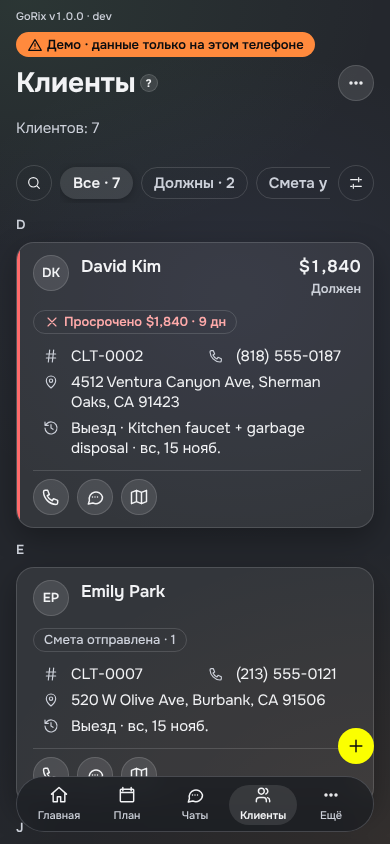 GoRix v1.0.0 · dev
Демо · данные только на этом телефоне
Клиенты ?
Клиентов: 7
Все · 7 Должны · 2 Смета у
D
DK David Kim $1,840
Должен
Просрочено $1,840 · 9 дн
CLT-0002 (818) 555-0187
4512 Ventura Canyon Ave, Sherman
Oaks, CA 91423
Выезд · Kitchen faucet + garbage
disposal · вс, 15 нояб.
E
EP Emily Park
Смета отправлена · 1
CLT-0007 (213) 555-0121
520 W Olive Ave, Burbank, CA 91506
Выезд · вс, 15 нояб.
Главная План Чаты Клиенты Ещё
J